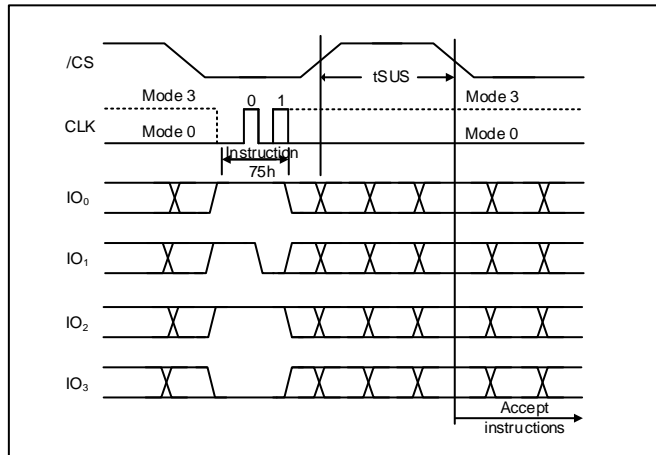 /CS
tSUS
Mode 3
0
1
Mode 3
CLK
Mode 0
Mode 0
Instruction
75h
IO₀
IO₁
IO₂
IO₃
Accept
instructions